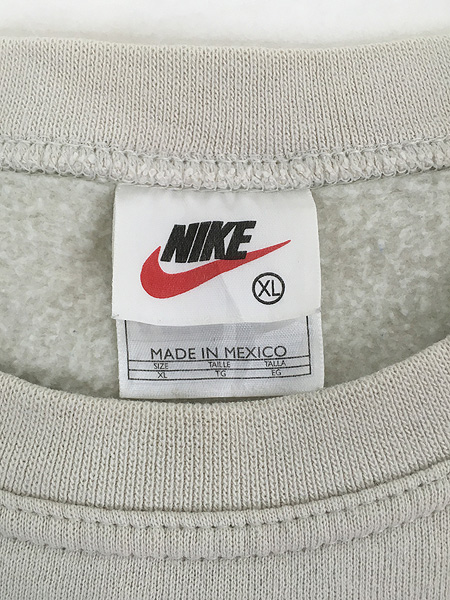 NIKE
XL
MADE IN MEXICO
SIZE TAILLE TALLA
XL TG EG